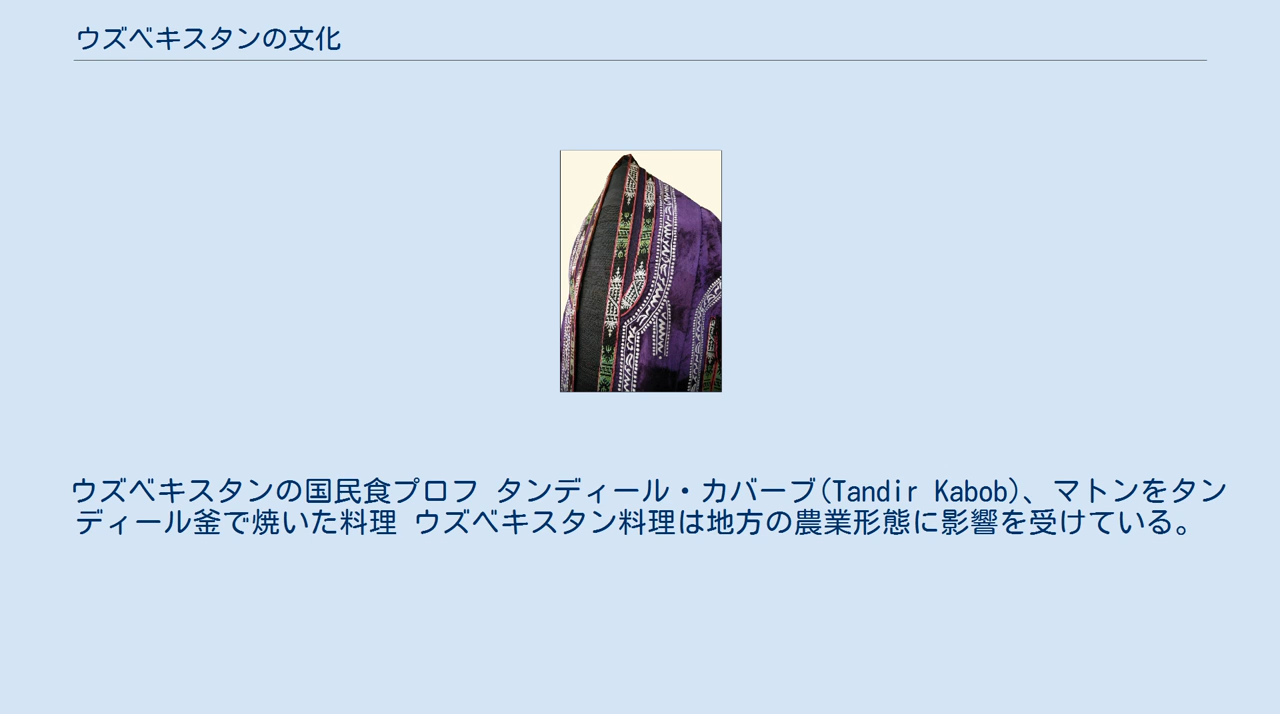 ウズベキスタンの文化
ウズベキスタンの国民食プロフ タンディール・カバーブ(Tandir Kabob)、マトンをタン
ディール釜で焼いた料理 ウズベキスタン料理は地方の農業形態に影響を受けている。